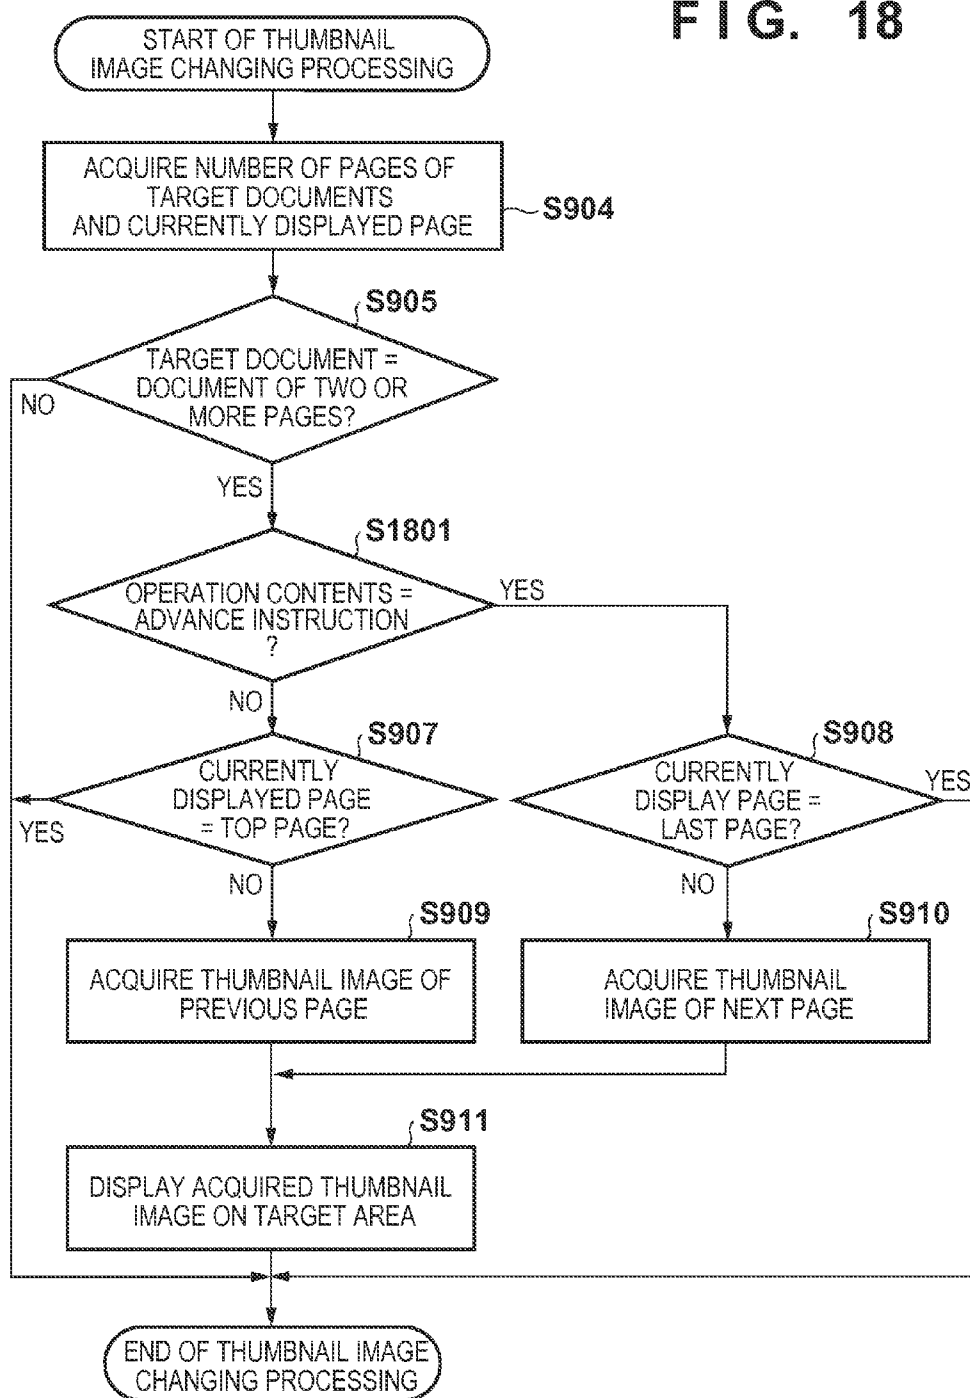 FIG. 18
START OF THUMBNAIL
IMAGE CHANGING PROCESSING
ACQUIRE NUMBER OF PAGES OF
TARGET DOCUMENTS
AND CURRENTLY DISPLAYED PAGE
S904
S905
TARGET DOCUMENT =
DOCUMENT OF TWO OR
MORE PAGES?
NO
YES
S1801
OPERATION CONTENTS =
ADVANCE INSTRUCTION
?
YES
NO
S907
CURRENTLY
DISPLAYED PAGE
= TOP PAGE?
YES
NO
S908
CURRENTLY
DISPLAY PAGE =
LAST PAGE?
YES
NO
S909
ACQUIRE THUMBNAIL IMAGE OF
PREVIOUS PAGE
S910
ACQUIRE THUMBNAIL
IMAGE OF NEXT PAGE
S911
DISPLAY ACQUIRED THUMBNAIL
IMAGE ON TARGET AREA
END OF THUMBNAIL IMAGE
CHANGING PROCESSING